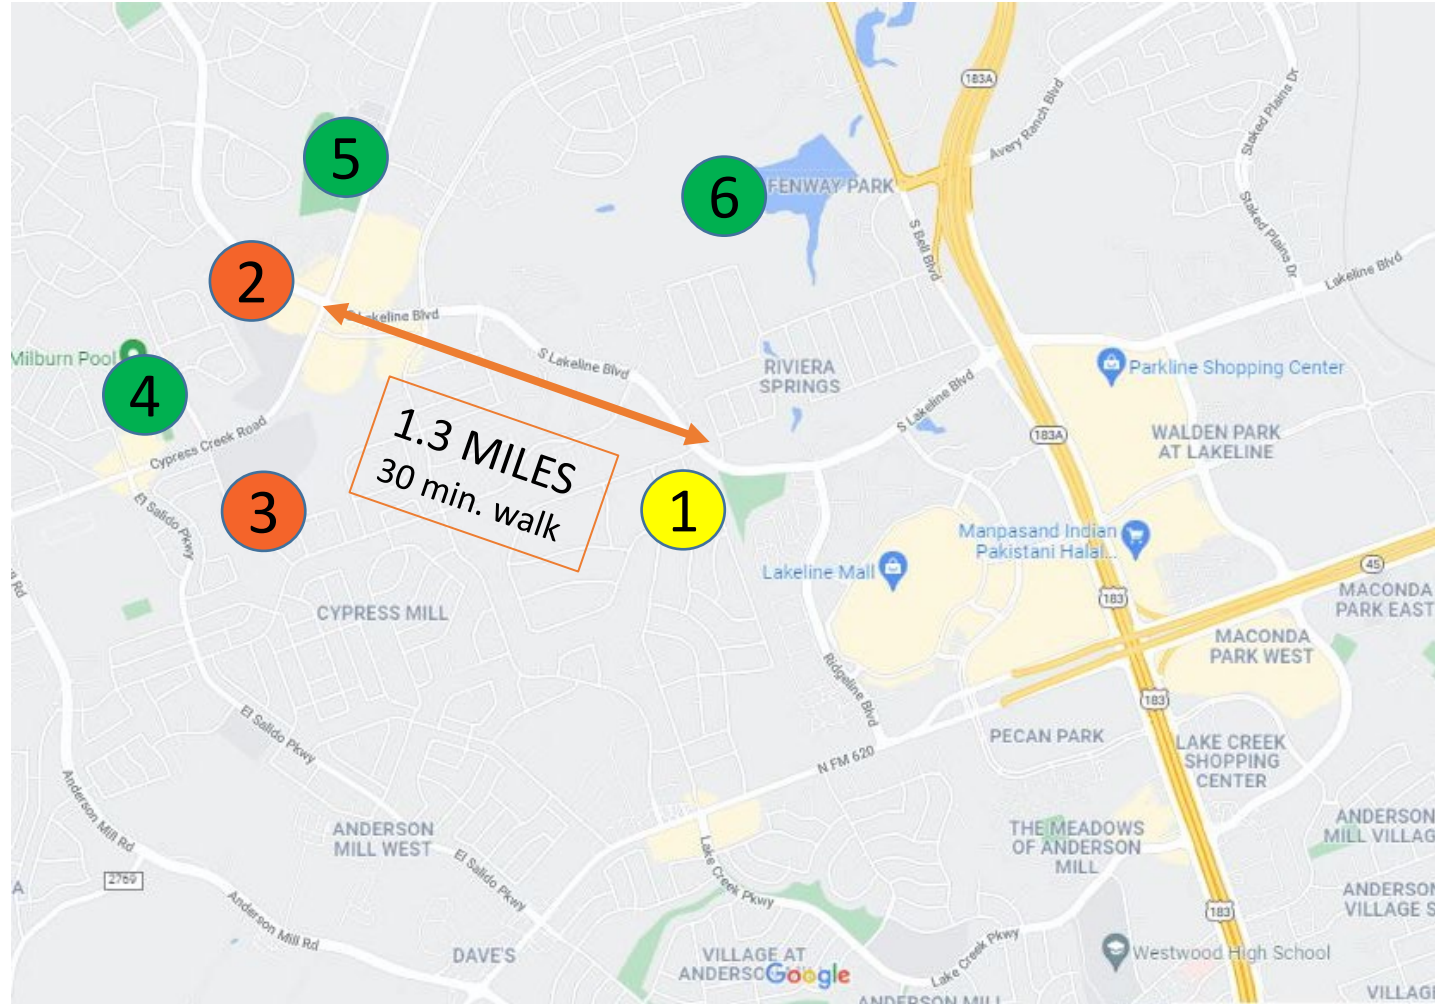 183A
Avery Ranch Blvd
Staked Plains Dr
5
6
FENWAY PARK
Staked Plains Dr
S Bell Blvd
Lakeline Blvd
2
Lakeline Blvd
S Lakeline Blvd
Milburn Pool
4
RIVIERA
SPRINGS
Parkline Shopping Center
S Lakeline Blvd
1.3 MILES
30 min. walk
183A
WALDEN PARK
AT LAKELINE
Cypress Creek Road
El Salido Pkwy
3
1
Manpasand Indian
Pakistani Halal...
Lakeline Mall
45
n Rd
183
MACONDA
PARK EAST
CYPRESS MILL
MACONDA
PARK WEST
Ridgeline Blvd
183
El Salido Pkwy
PECAN PARK
LAKE CREEK
SHOPPING
CENTER
N FM 620
Anderson Mill Rd
ANDERSON
MILL WEST
THE MEADOWS
OF ANDERSON
MILL
ANDERSON
MILL VILLAG
El Salido Pkwy
Lake Creek Pkwy
2769
A
ANDERSON
VILLAGE S
183
Anderson Mill Rd
DAVE'S
VILLAGE AT
ANDERSO
Google
Lake Creek Pkwy
Westwood High School
ANDERSON MILL
VILLAG